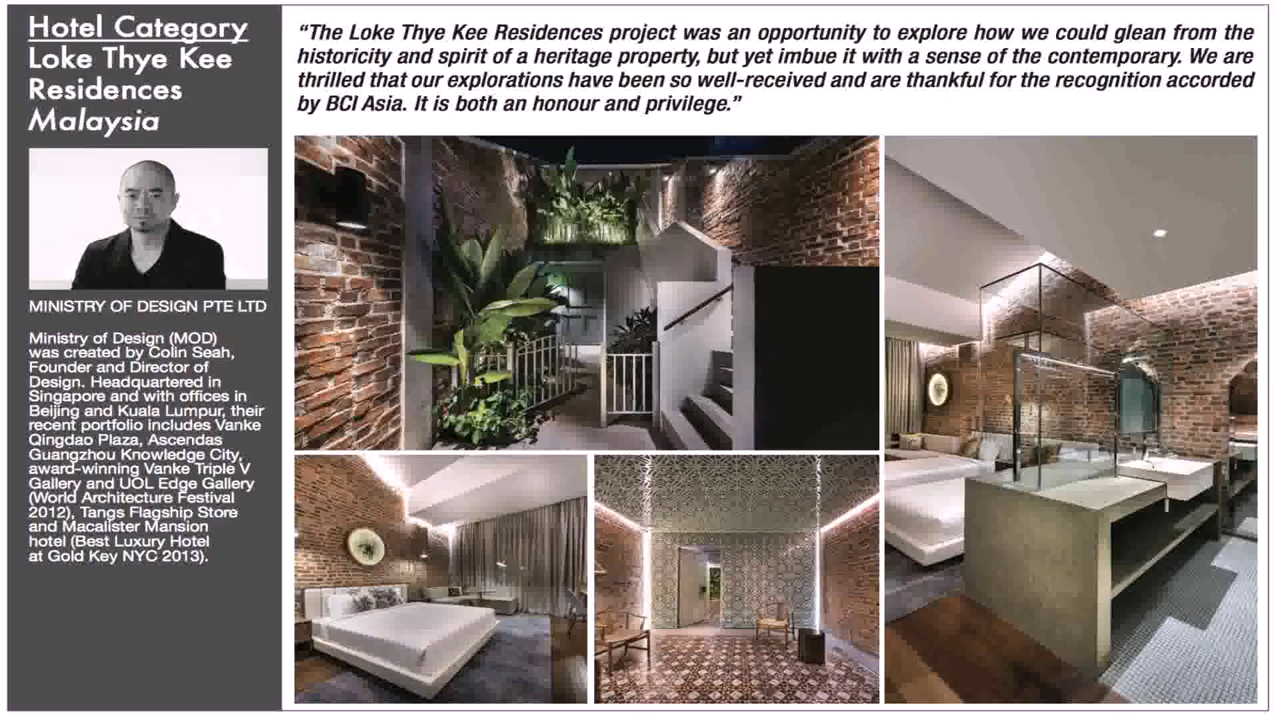 Hotel Category
Loke Thye Kee
Residences
Malaysia
MINISTRY OF DESIGN PTE LTD
Ministry of Design (MOD)
was created by Colin Seah,
Founder and Director of
Design. Headquartered in
Singapore and with offices in
Beijing and Kuala Lumpur, their
recent portfolio includes Vanke
Qingdao Plaza, Ascendas
Guangzhou Knowledge City,
award-winning Vanke Triple V
Gallery and UOL Edge Gallery
(World Architecture Festival
2012), Tangs Flagship Store
and Macalister Mansion
hotel (Best Luxury Hotel
at Gold Key NYC 2013).
“The Loke Thye Kee Residences project was an opportunity to explore how we could glean from the
historicity and spirit of a heritage property, but yet imbue it with a sense of the contemporary. We are
thrilled that our explorations have been so well-received and are thankful for the recognition accorded
by BCI Asia. It is both an honour and privilege.”